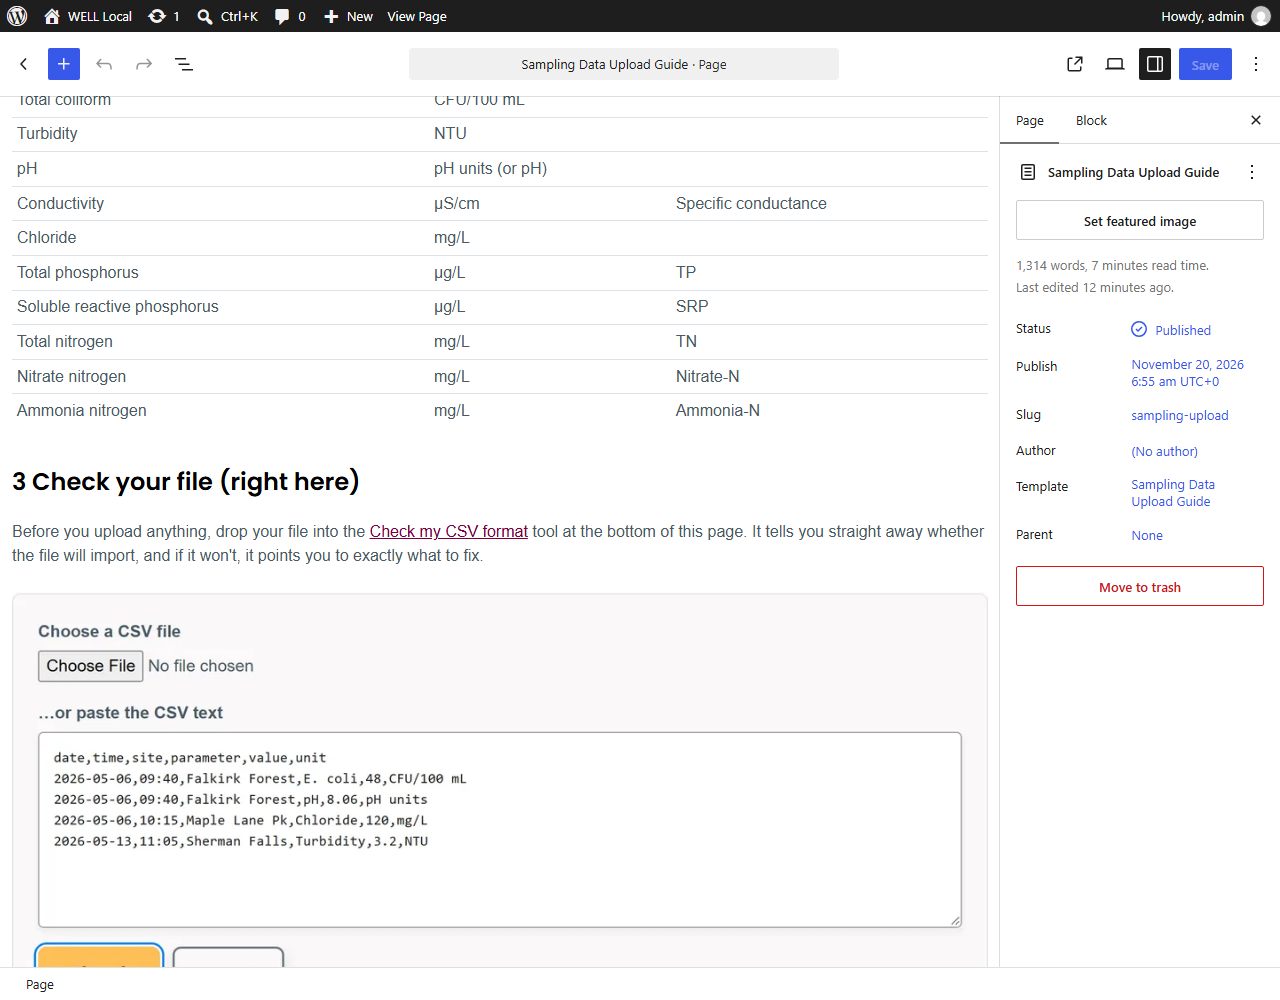 WELL Local
1
Ctrl+K
0
New
View Page
Howdy, admin
Sampling Data Upload Guide · Page
Save
Total coliform CFU/100 mL
Turbidity NTU
pH pH units (or pH)
Conductivity µS/cm Specific conductance
Chloride mg/L
Total phosphorus µg/L TP
Soluble reactive phosphorus µg/L SRP
Total nitrogen mg/L TN
Nitrate nitrogen mg/L Nitrate-N
Ammonia nitrogen mg/L Ammonia-N
3 Check your file (right here)
Before you upload anything, drop your file into the Check my CSV format tool at the bottom of this page. It tells you straight away whether
the file will import, and if it won't, it points you to exactly what to fix.
Choose a CSV file
Choose File No file chosen
…or paste the CSV text
date,time,site,parameter,value,unit
2026-05-06,09:40,Falkirk Forest,E. coli,48,CFU/100 mL
2026-05-06,09:40,Falkirk Forest,pH,8.06,pH units
2026-05-06,10:15,Maple Lane Pk,Chloride,120,mg/L
2026-05-13,11:05,Sherman Falls,Turbidity,3.2,NTU
Page
Block
Sampling Data Upload Guide
Set featured image
1,314 words, 7 minutes read time.
Last edited 12 minutes ago.
Status Published
Publish November 20, 2026
6:55 am UTC+0
Slug sampling-upload
Author (No author)
Template Sampling Data
Upload Guide
Parent None
Move to trash
Page